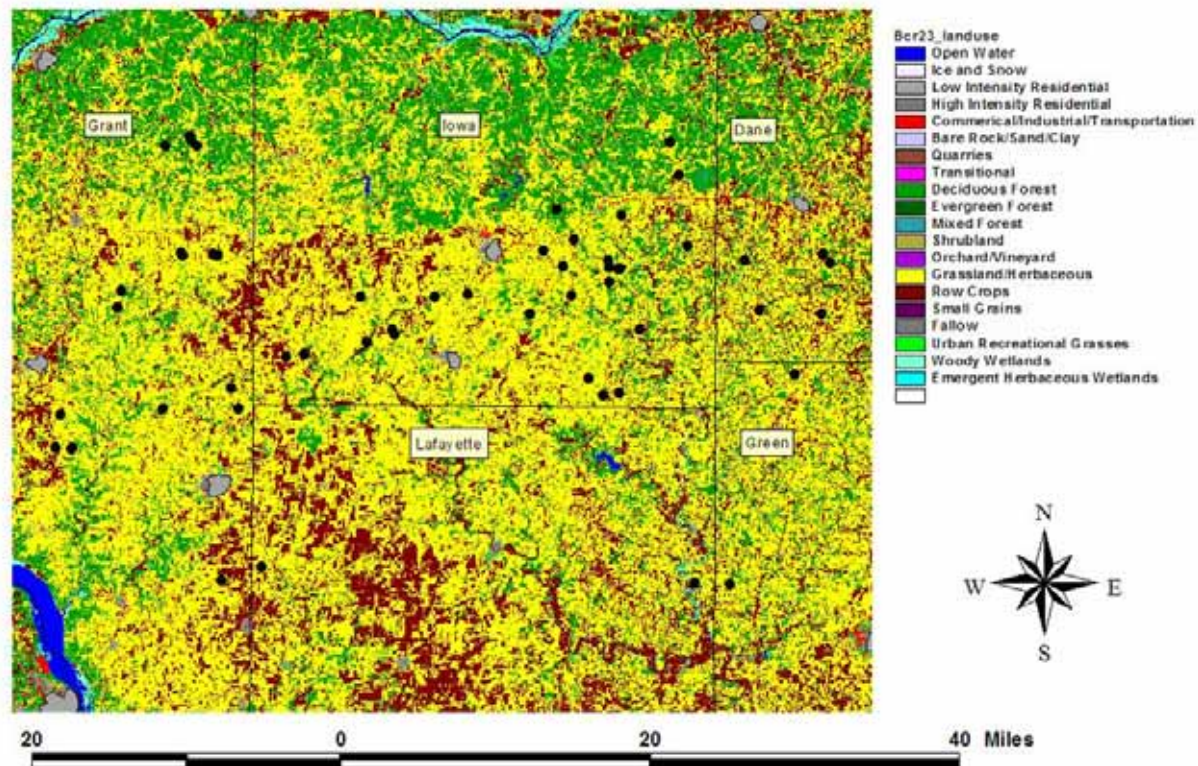 Grant
Iowa
Dane
Lafayette
Green
Bcr23_landuse
Open Water
Ice and Snow
Low Intensity Residential
High Intensity Residential
Commerical/Industrial/Transportation
Bare Rock/Sand/Clay
Quarries
Transitional
Deciduous Forest
Evergreen Forest
Mixed Forest
Shrubland
Orchard/Vineyard
Grassland/Herbaceous
Row Crops
Small Grains
Fallow
Urban Recreational Grasses
Woody Wetlands
Emergent Herbaceous Wetlands
N
W E
S
20 0 20 40 Miles